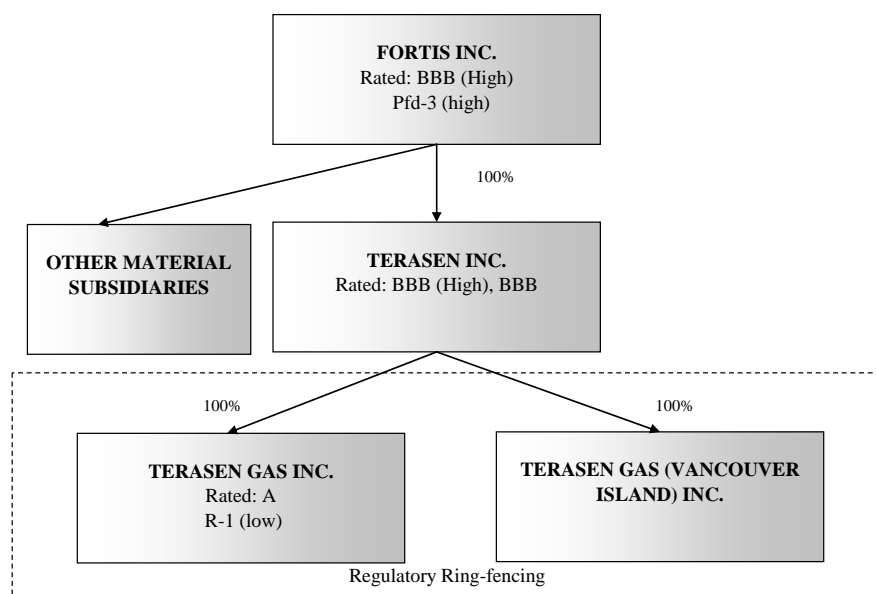 FORTIS INC.
Rated: BBB (High)
Pfd-3 (high)
100%
OTHER MATERIAL
SUBSIDIARIES
TERASEN INC.
Rated: BBB (High), BBB
100%
100%
TERASEN GAS INC.
Rated: A
R-1 (low)
TERASEN GAS (VANCOUVER
ISLAND) INC.
Regulatory Ring-fencing